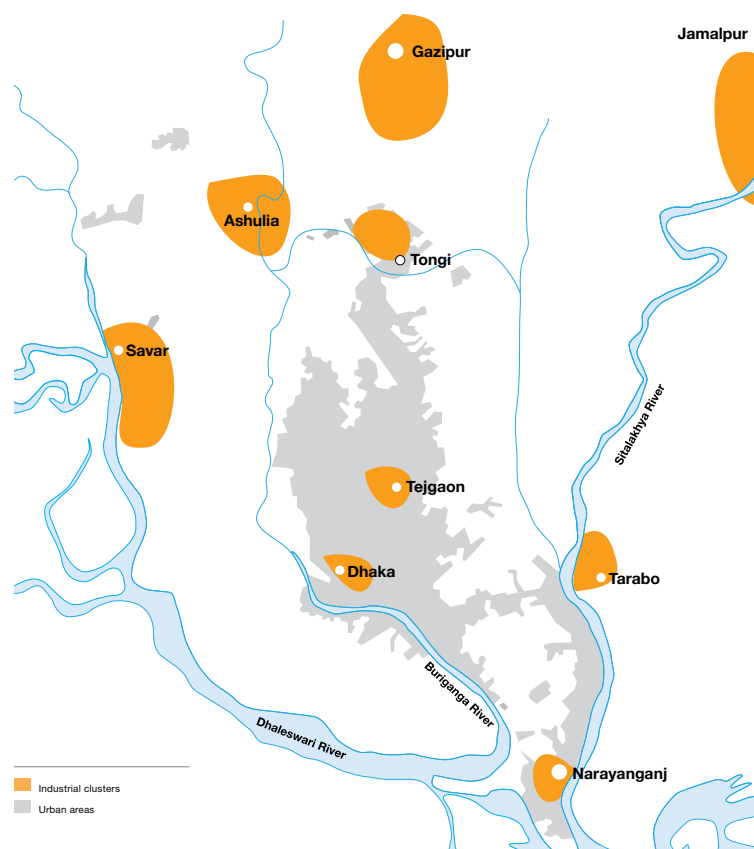 Jamalpur
Gazipur
Ashulia
Tongi
Savar
Sitalakhya River
Tejgaon
Dhaka
Tarabo
Buriganga River
Dhaleswari River
Narayanganj
Industrial clusters
Urban areas